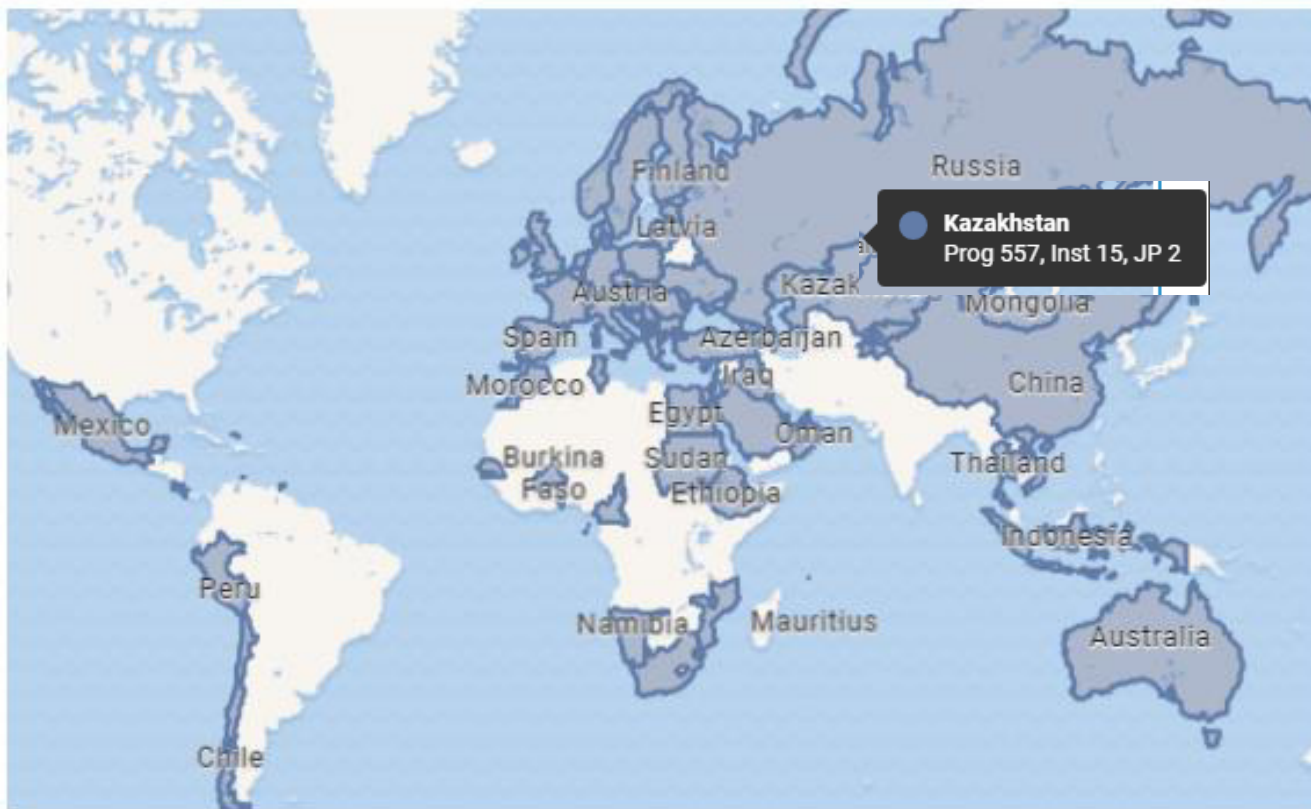 Finland
Russia
Latvia
Kazakhstan
Prog 557, Inst 15, JP 2
Kazak
Austria
Mongolia
Spain
Azerbaijan
Morocco
Iraq
China
Mexico
Egypt
Oman
Burkina
Faso
Sudan
Thailand
Ethiopia
Indonesia
Peru
Namibia
Mauritius
Australia
Chile